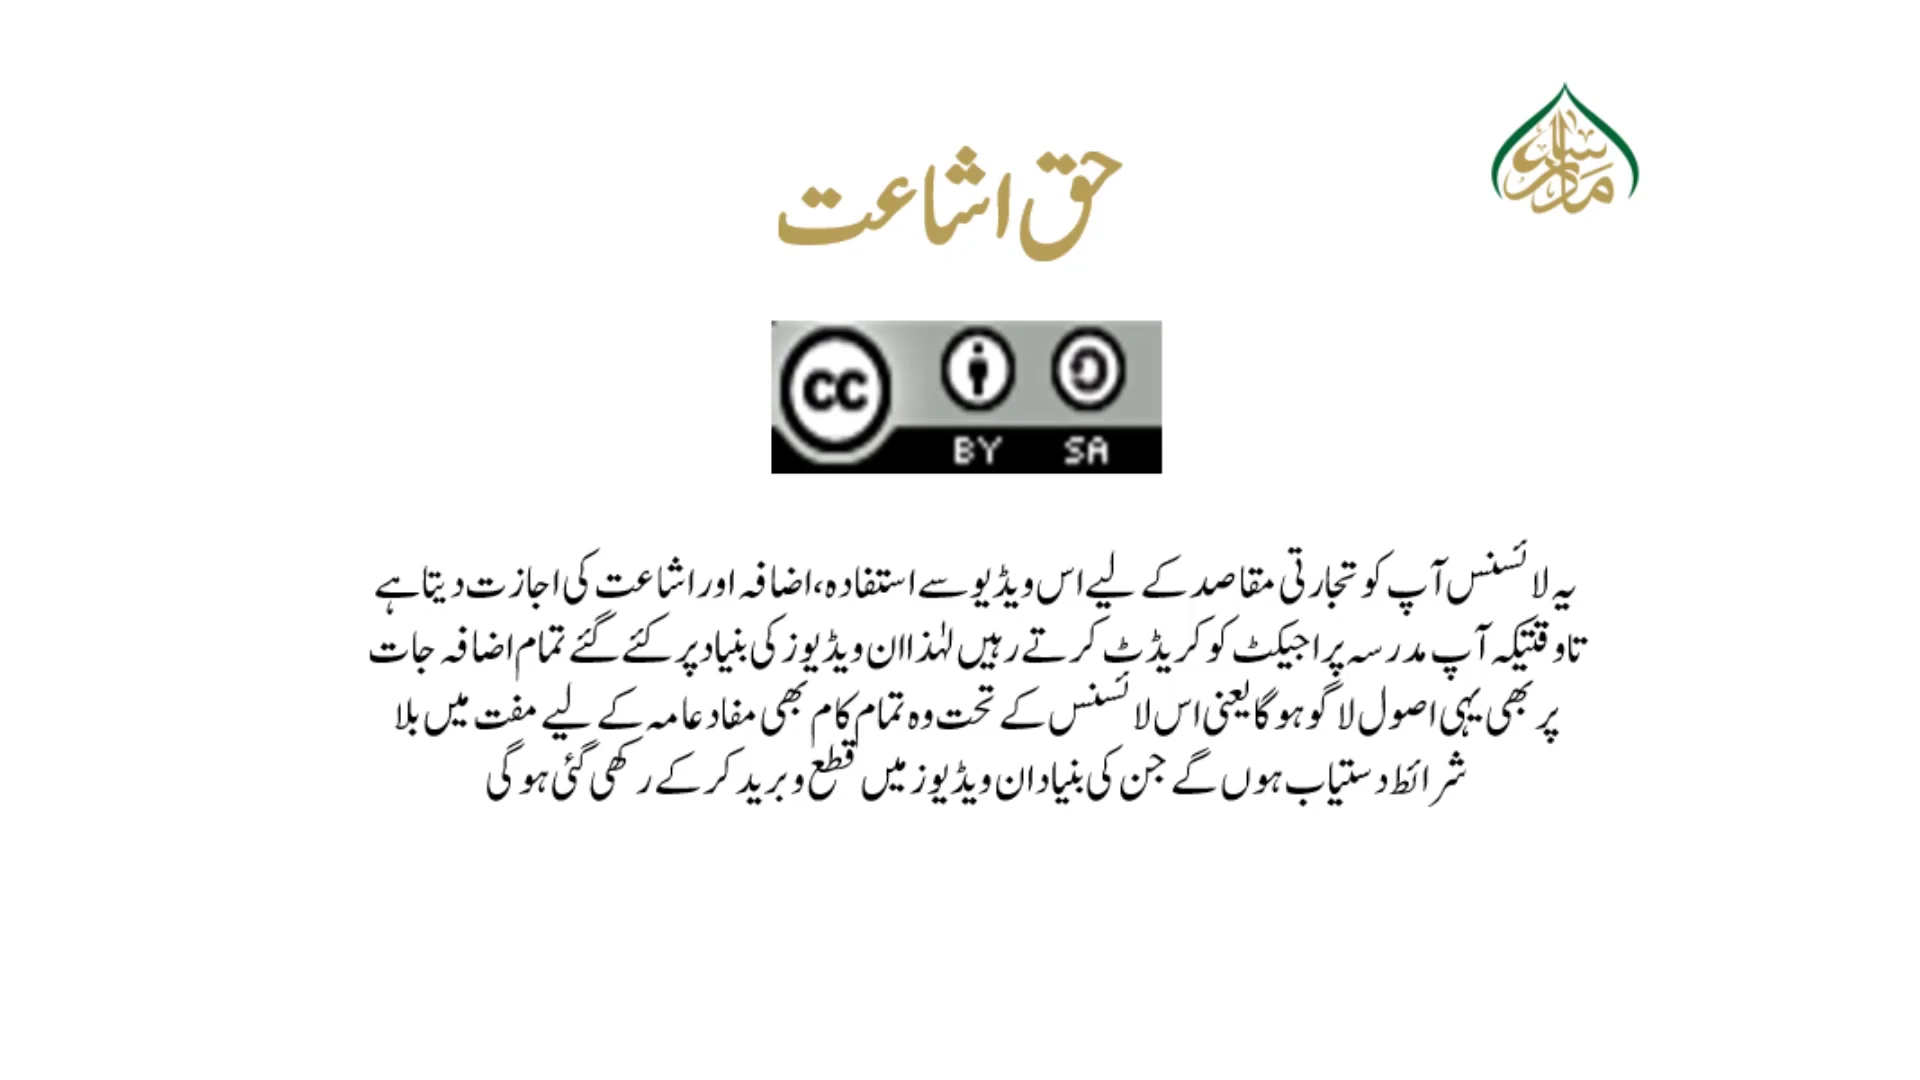 حق اشاعت
مدرسہ
cc
BY SA
یہ لائسنس آپ کو تجارتی مقاصد کے لیے اس ویڈیو سے استفادہ، اضافہ اور اشاعت کی اجازت دیتا ہے
تاوقتیکہ آپ مدرسہ پراجیکٹ کو کریڈٹ کرتے رہیں لہٰذا ان ویڈیوز کی بنیاد پر کئے گئے تمام اضافہ جات
پر بھی یہی اصول لاگو ہوگا یعنی اس لائسنس کے تحت وہ تمام کام بھی مفاد عامہ کے لیے مفت میں بلا
شرائط دستیاب ہوں گے جن کی بنیاد ان ویڈیوز میں قطع و برید کر کے رکھی گئی ہو گی